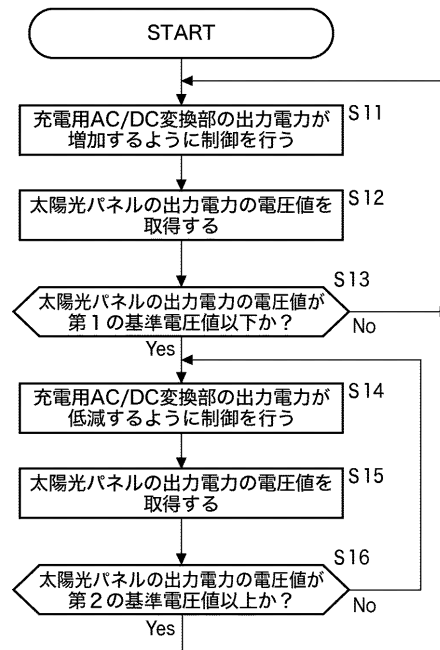 START
充電用AC/DC変換部の出力電力が
増加するように制御を行う
S11
太陽光パネルの出力電力の電圧値を
取得する
S12
太陽光パネルの出力電力の電圧値が
第1の基準電圧値以下か？
S13
No
Yes
充電用AC/DC変換部の出力電力が
低減するように制御を行う
S14
太陽光パネルの出力電力の電圧値を
取得する
S15
太陽光パネルの出力電力の電圧値が
第2の基準電圧値以上か？
S16
No
Yes